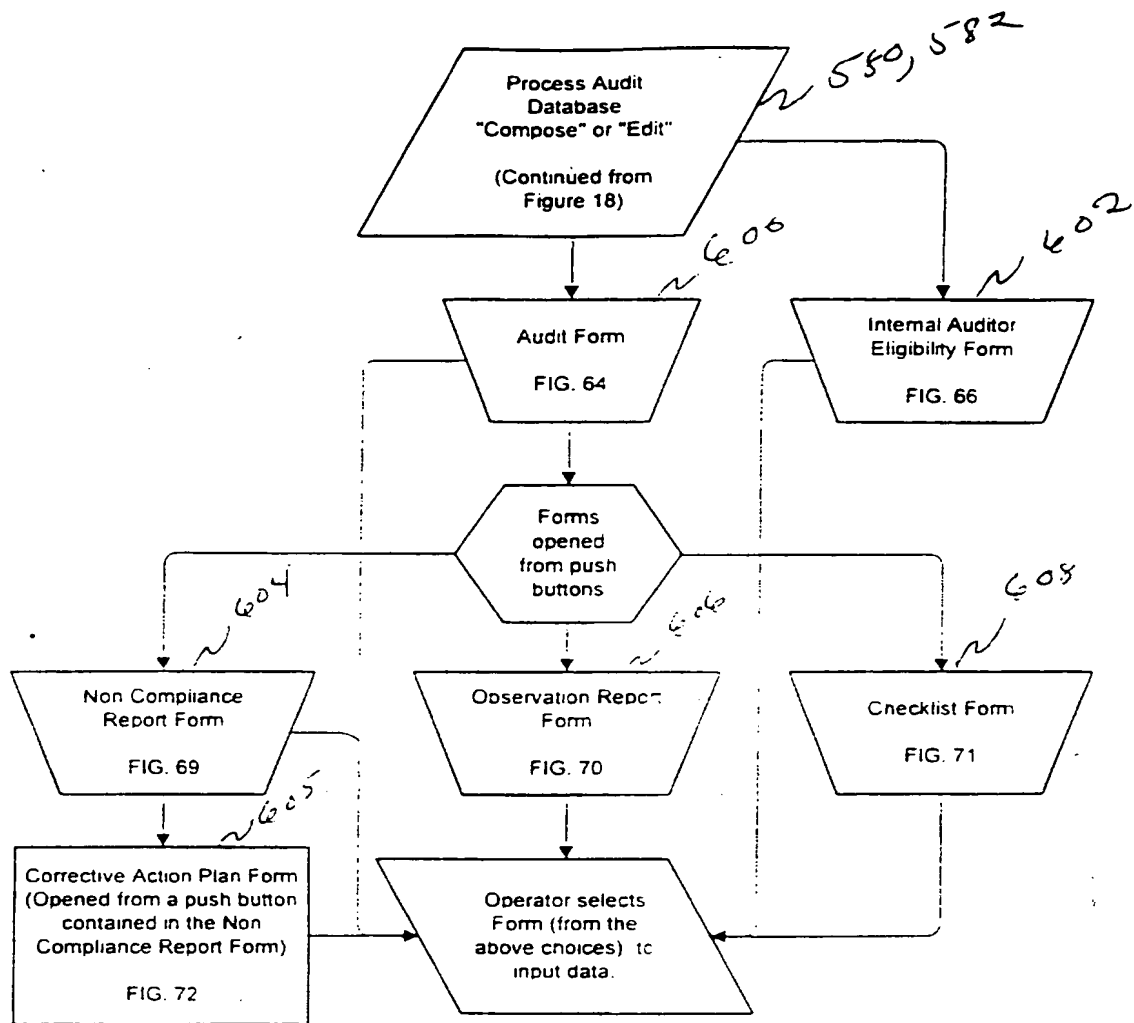 Process Audit
Database
"Compose" or "Edit"
(Continued from
Figure 18)
550, 582
Audit Form
FIG. 64
600
Internal Auditor
Eligibility Form
FIG. 66
602
Forms
opened
from push
buttons
Non Compliance
Report Form
FIG. 69
604
Observation Report
Form
FIG. 70
606
Checklist Form
FIG. 71
608
Corrective Action Plan Form
(Opened from a push button
contained in the Non
Compliance Report Form)
FIG. 72
605
Operator selects
Form (from the
above choices) to
input data.